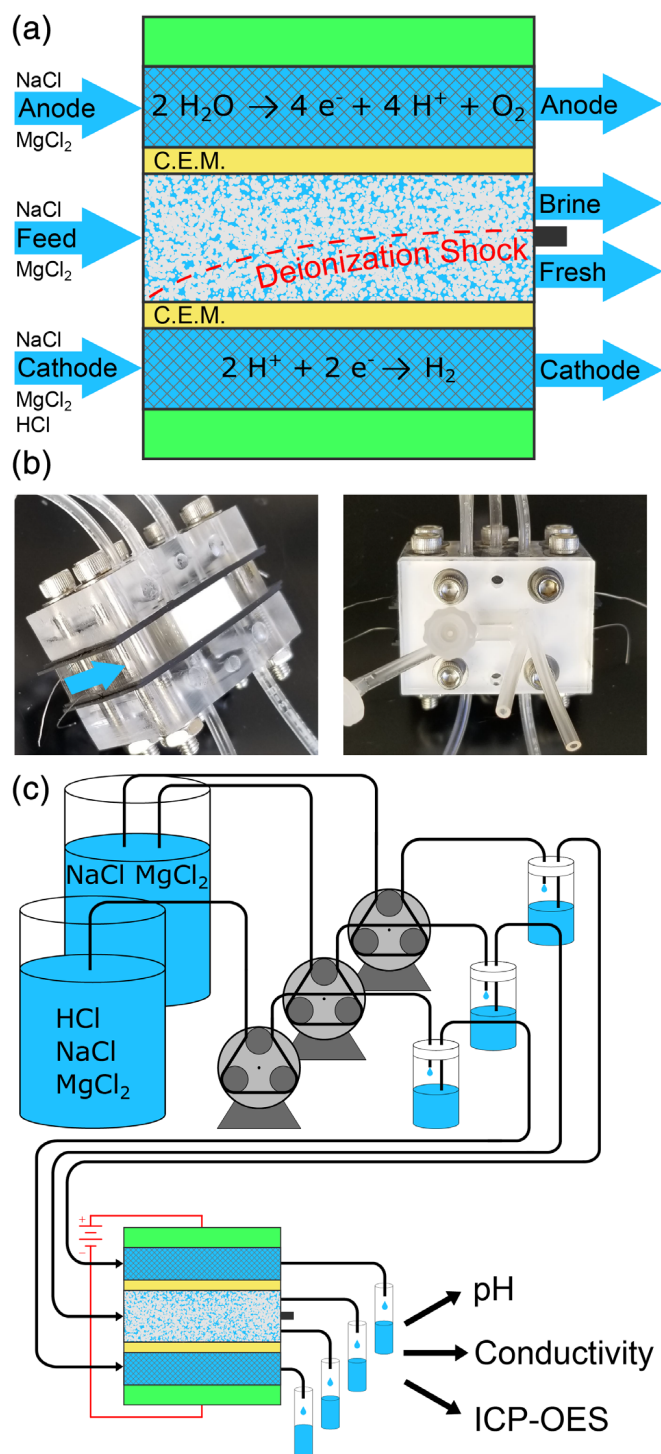 (a)
NaCl
Anode
MgCl₂
2 H₂O → 4 e⁻ + 4 H⁺ + O₂
Anode
C.E.M.
NaCl
Feed
MgCl₂
Deionization Shock
Brine
Fresh
C.E.M.
NaCl
Cathode
MgCl₂
HCl
2 H⁺ + 2 e⁻ → H₂
Cathode
(b)
(c)
NaCl MgCl₂
HCl
NaCl
MgCl₂
+
−
pH
Conductivity
ICP-OES